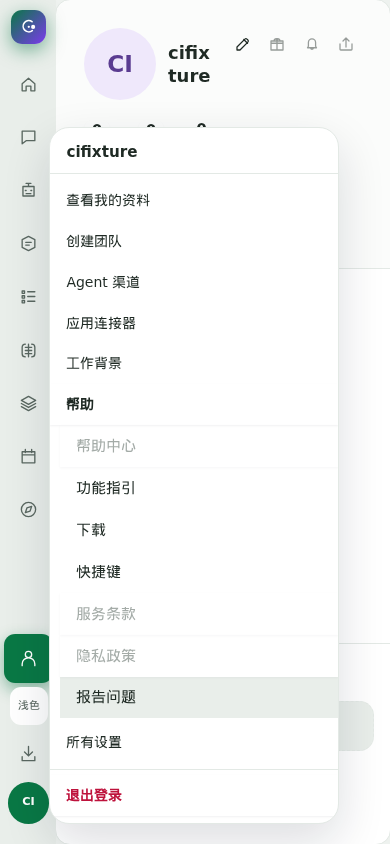 CI
cifix
ture
cifixture
查看我的资料
创建团队
Agent 渠道
应用连接器
工作背景
帮助
帮助中心
功能指引
下载
快捷键
服务条款
隐私政策
报告问题
浅色
所有设置
退出登录
CI